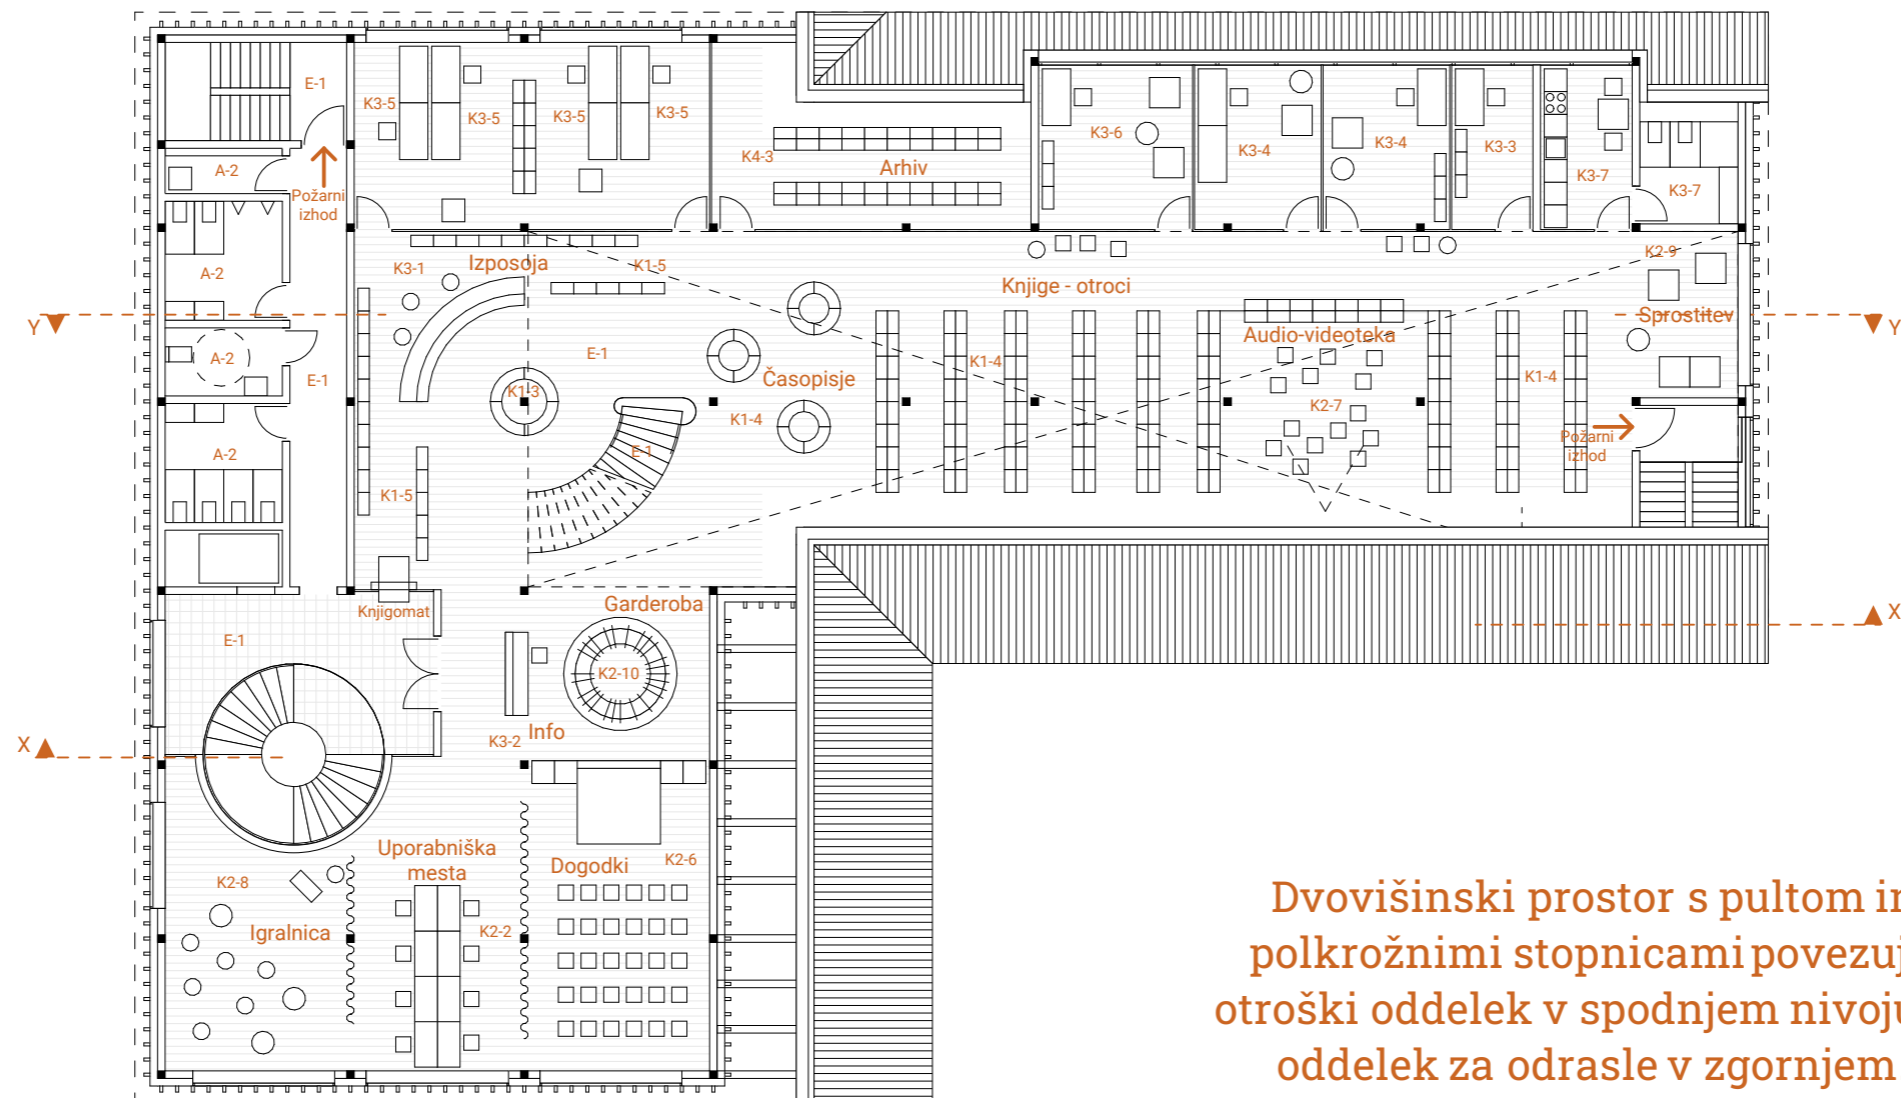 E-1
K3-5
K3-5
K3-5
K3-5
K4-3
Arhiv
K3-6
K3-4
K3-4
K3-3
K3-7
K3-7
A-2
Požarni
izhod
A-2
K3-1
Izposoja
K1-5
Knjige - otroci
K2-9
Y
Sprostitev
Y
A-2
E-1
E-1
K1-3
Časopisje
K1-4
K1-4
Audio-videoteka
K2-7
K1-4
Požarni
izhod
A-2
E-1
K1-5
Knjigomat
Garderoba
X
E-1
K2-10
Info
K3-2
X
Uporabniška
mesta
Dogodki
K2-6
K2-8
Igralnica
K2-2
Dvovišinski prostor s pultom in
polkrožnimi stopnicami povezuj
otroški oddelek v spodnjem nivoju
oddelek za odrasle v zgornjem